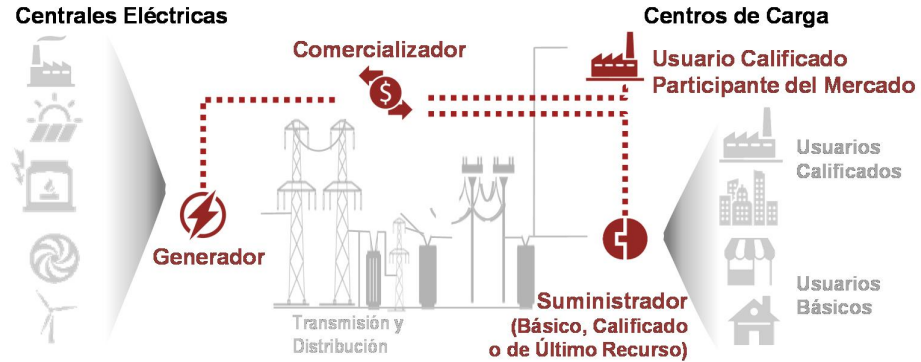 Centrales Eléctricas
Centros de Carga
Comercializador
$
Usuario Calificado
Participante del Mercado
Usuarios
Calificados
Generador
Usuarios
Básicos
Suministrador
(Básico, Calificado
o de Último Recurso)
Transmisión y
Distribución